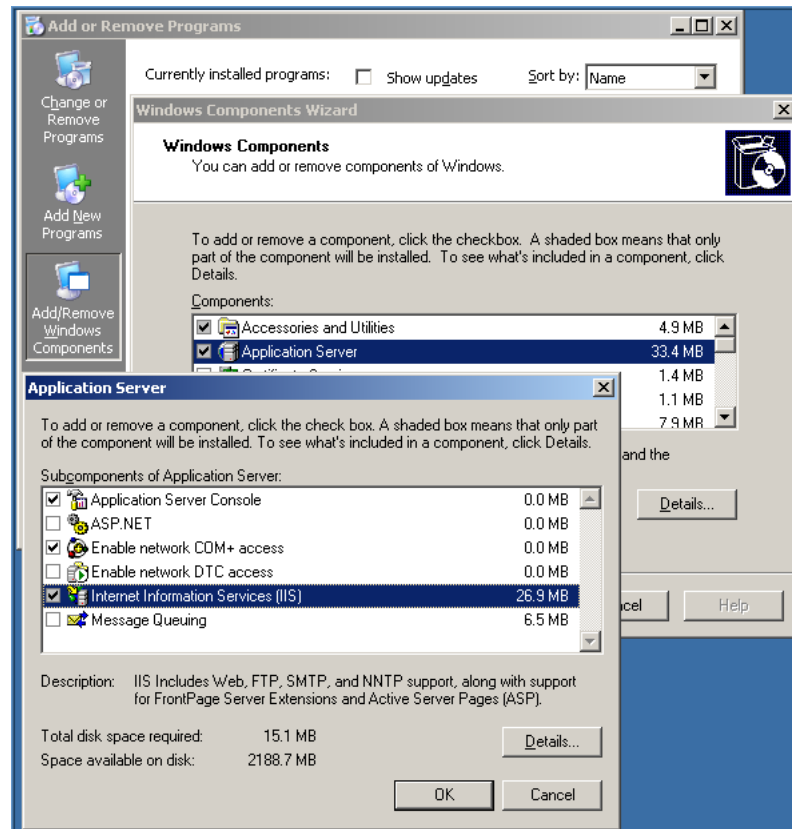 Add or Remove Programs
Currently installed programs:
Show updates
Sort by: Name
Change or
Remove
Programs
Add New
Programs
Add/Remove
Windows
Components
Windows Components Wizard
Windows Components
You can add or remove components of Windows.
To add or remove a component, click the checkbox. A shaded box means that only
part of the component will be installed. To see what's included in a component, click
Details.
Components:
Accessories and Utilities 4.9 MB
Application Server 33.4 MB
1.4 MB
1.1 MB
7.9 MB
and the
Details...
Help
Application Server
To add or remove a component, click the check box. A shaded box means that only part
of the component will be installed. To see what's included in a component, click Details.
Subcomponents of Application Server:
Application Server Console 0.0 MB
ASP.NET 0.0 MB
Enable network COM+ access 0.0 MB
Enable network DTC access 0.0 MB
Internet Information Services (IIS) 26.9 MB
Message Queuing 6.5 MB
Description: IIS Includes Web, FTP, SMTP, and NNTP support, along with support
for FrontPage Server Extensions and Active Server Pages (ASP).
Total disk space required: 15.1 MB
Space available on disk: 2188.7 MB
Details...
OK
Cancel